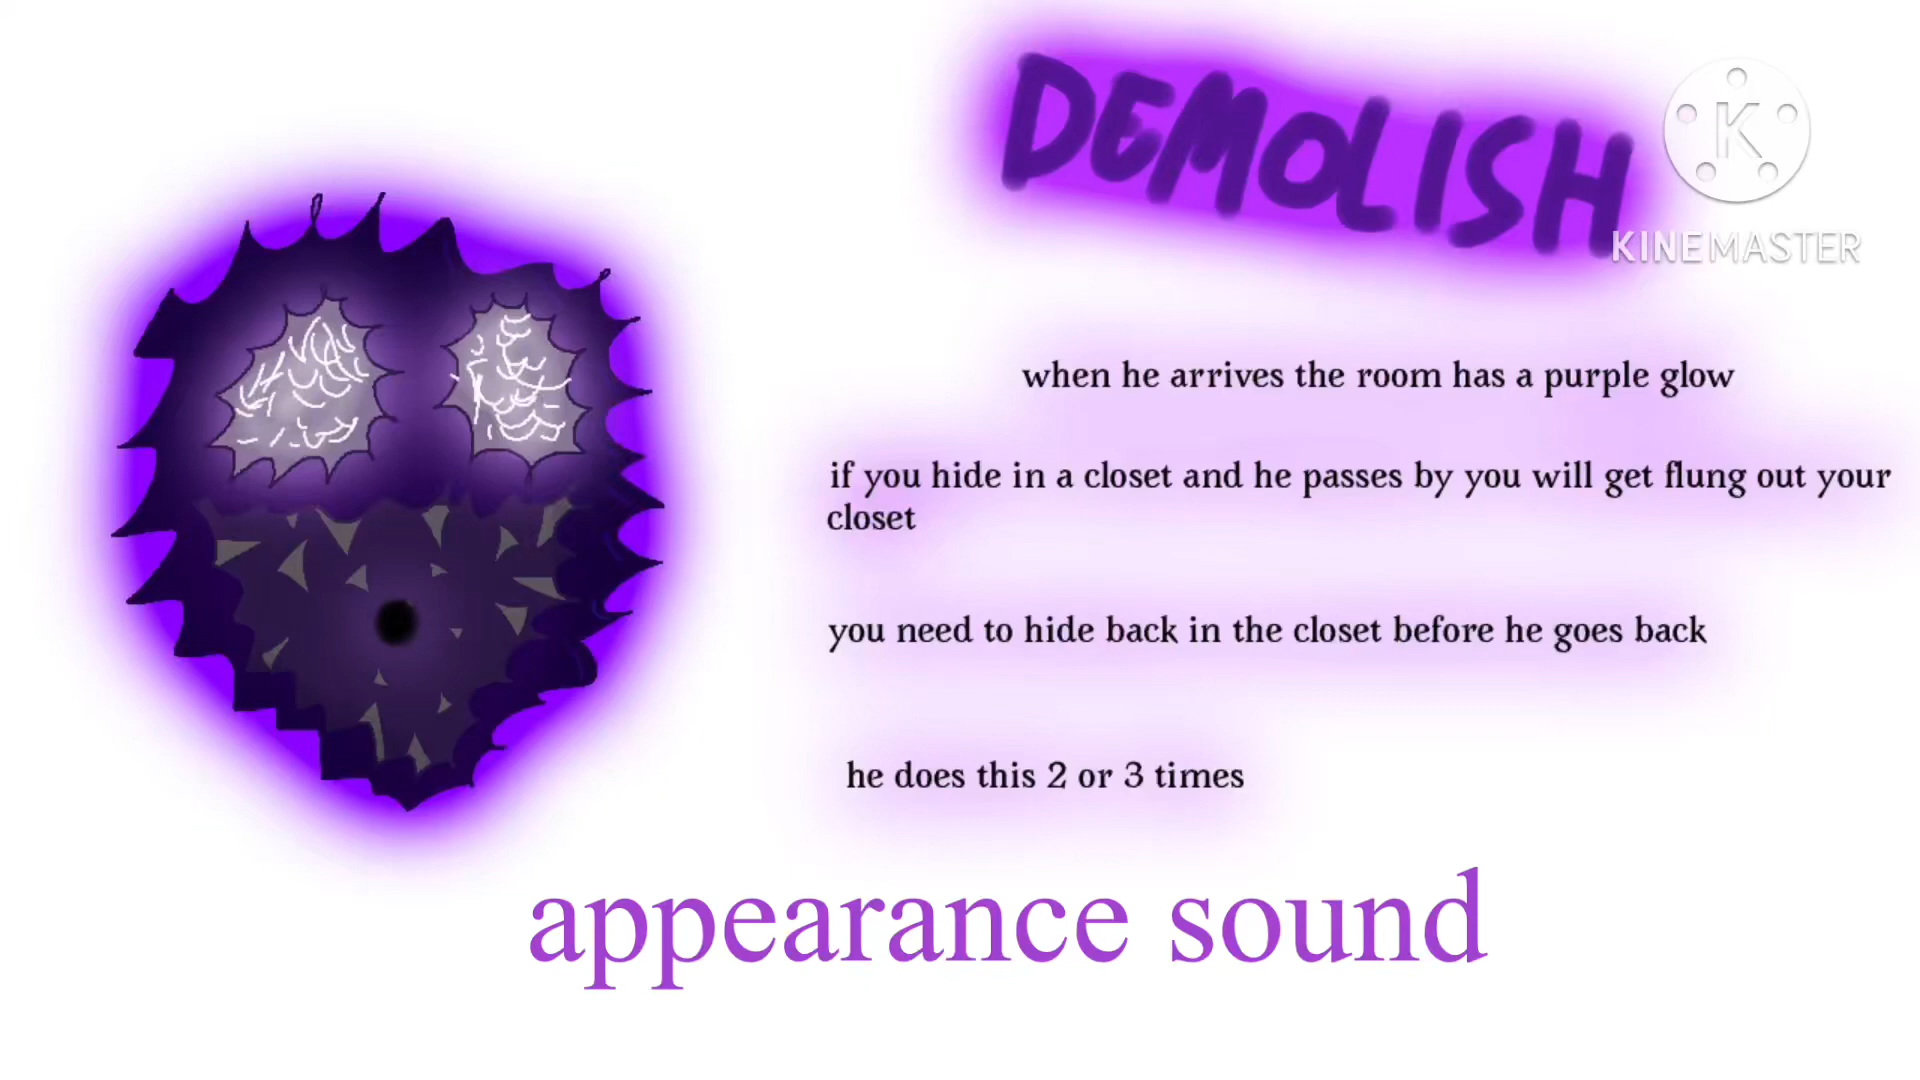 DEMOLISH
K
KINEMASTER
when he arrives the room has a purple glow
if you hide in a closet and he passes by you will get flung out your
closet
you need to hide back in the closet before he goes back
he does this 2 or 3 times
appearance sound